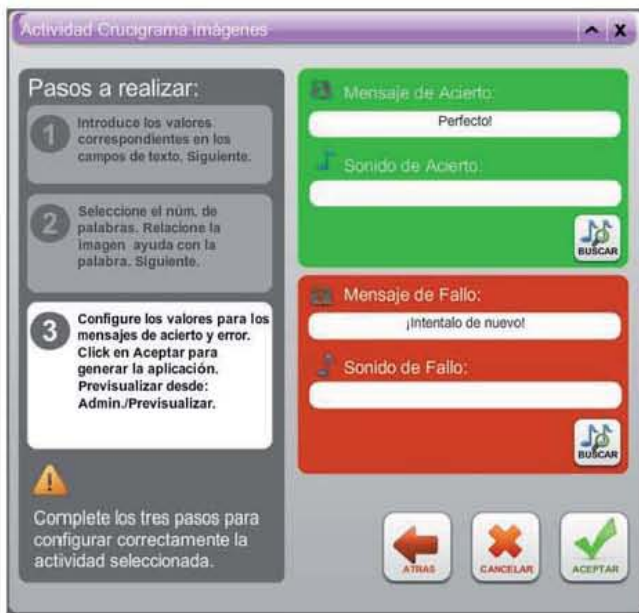 Actividad Crucigrama imágenes
X
Pasos a realizar:
1
Introduce los valores
correspondientes en los
campos de texto. Siguiente.
2
Seleccione el núm. de
palabras. Relacione la
imagen ayuda con la
palabra. Siguiente.
3
Configure los valores para los
mensajes de acierto y error.
Click en Aceptar para
generar la aplicación.
Previsualizar desde:
Admin./Previsualizar.
!
Complete los tres pasos para
configurar correctamente la
actividad seleccionada.
Mensaje de Acierto:
Perfecto!
Sonido de Acierto:
BUSCAR
Mensaje de Fallo:
¡Intentalo de nuevo!
Sonido de Fallo:
BUSCAR
ATRAS
CANCELAR
ACEPTAR